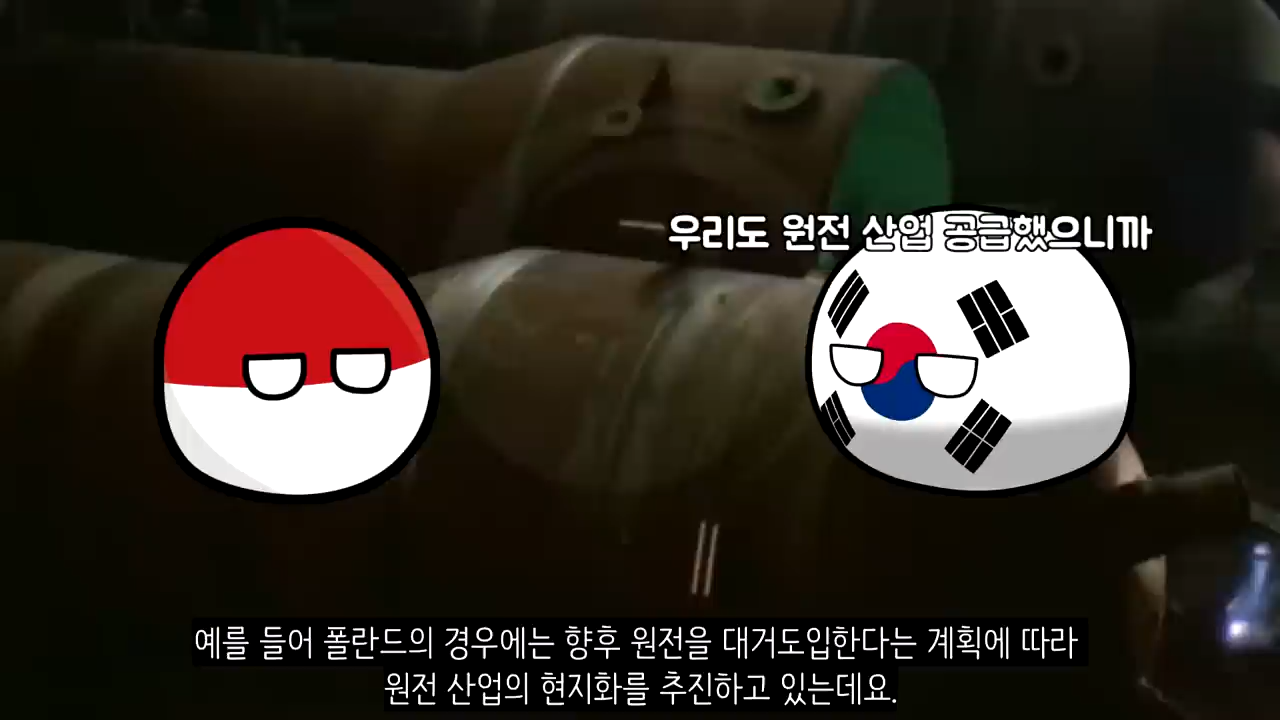 우리도 원전 산업 공급했으니까
예를 들어 폴란드의 경우에는 향후 원전을 대거도입한다는 계획에 따라
원전 산업의 현지화를 추진하고 있는데요.